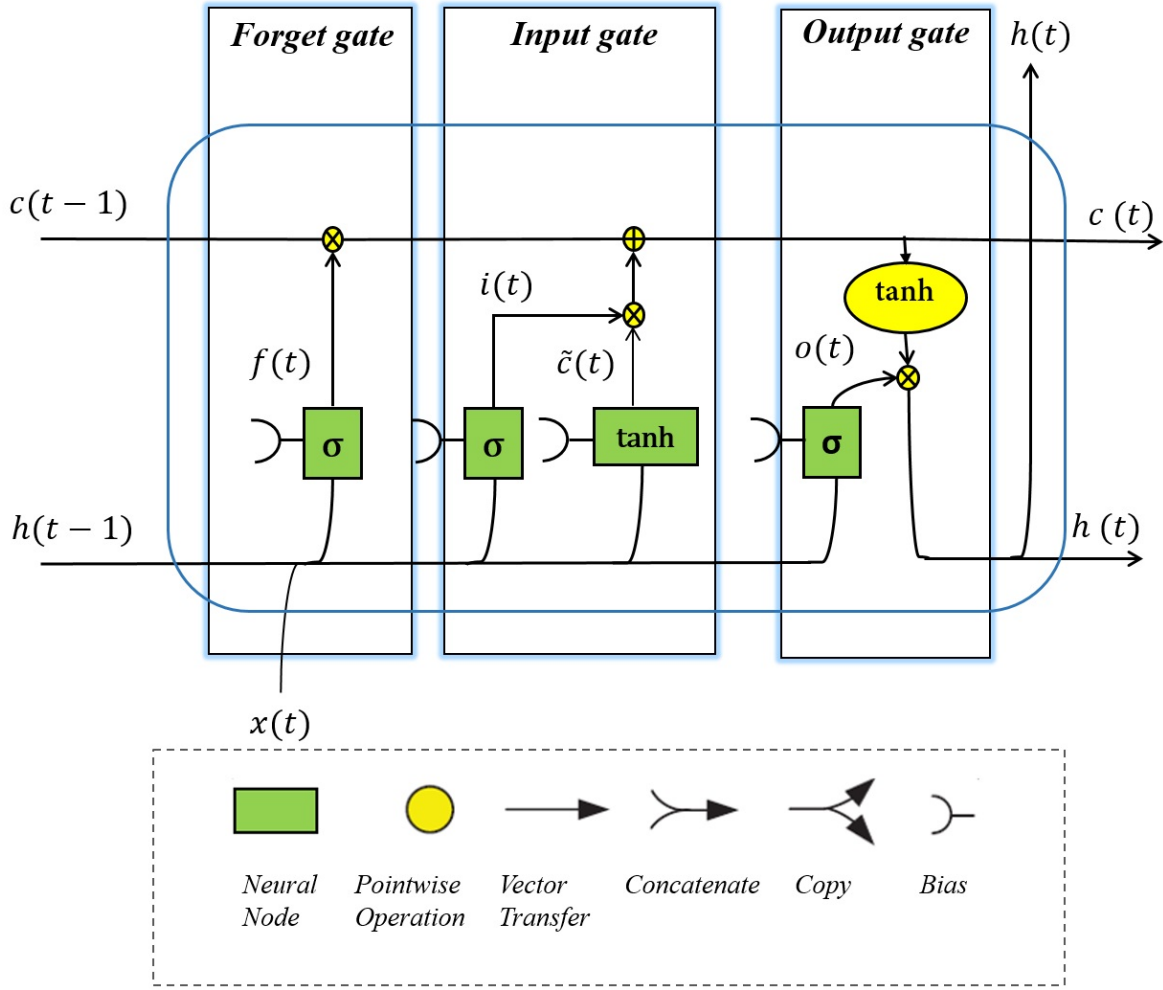 Forget gate
Input gate
Output gate
h(t)
c(t − 1)
c (t)
i(t)
tanh
f(t)
c̃(t)
o(t)
σ
σ
tanh
σ
h(t − 1)
h (t)
x(t)
Neural Node
Pointwise Operation
Vector Transfer
Concatenate
Copy
Bias